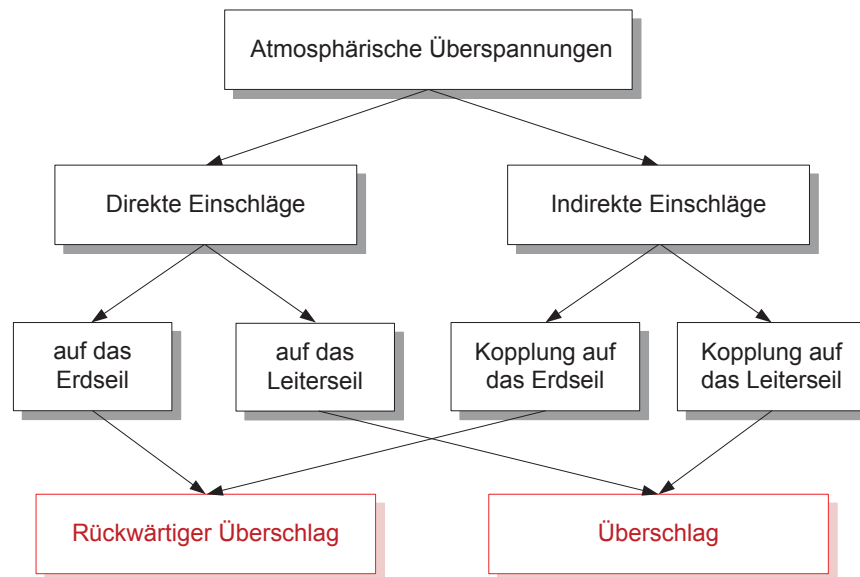 Atmosphärische Überspannungen
Direkte Einschläge
Indirekte Einschläge
auf das
Erdseil
auf das
Leiterseil
Kopplung auf
das Erdseil
Kopplung auf
das Leiterseil
Rückwärtiger Überschlag
Überschlag